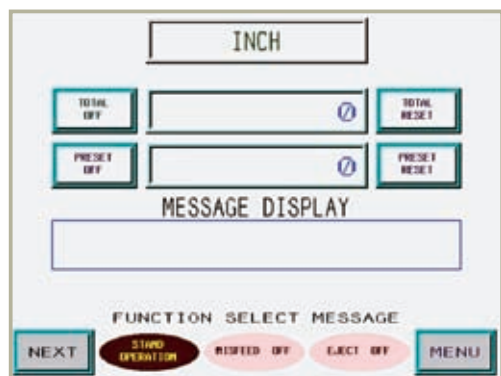 INCH
TOTAL OFF
0
TOTAL RESET
PRESET OFF
0
PRESET RESET
MESSAGE DISPLAY
FUNCTION SELECT MESSAGE
NEXT
STAND OPERATION
MISFEED OFF
EJECT OFF
MENU